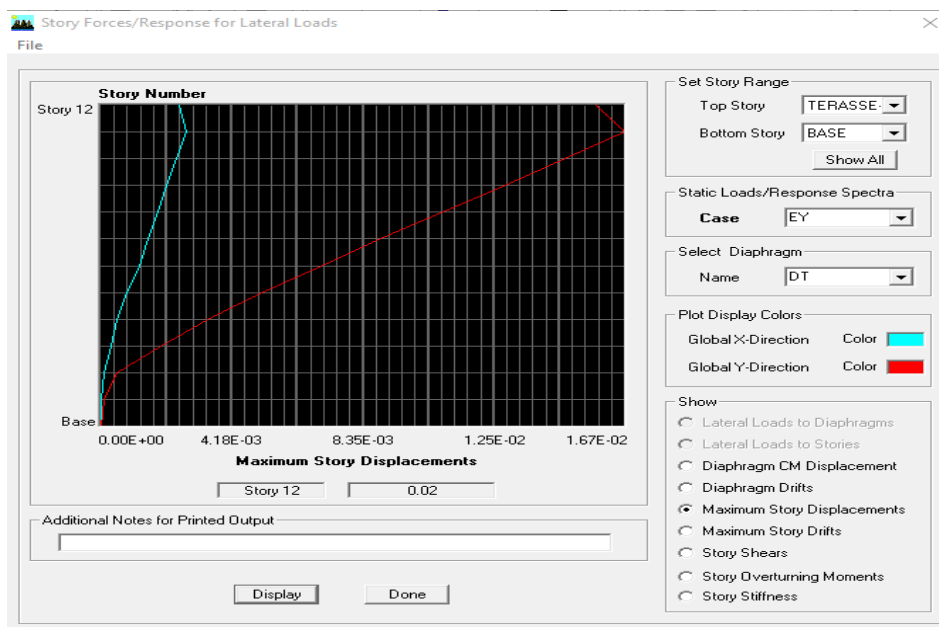 Story Forces/Response for Lateral Loads
File
Story Number
Story 12
Base
0.00E+00 4.18E-03 8.35E-03 1.25E-02 1.67E-02
Maximum Story Displacements
Story 12 0.02
Additional Notes for Printed Output
Display Done
Set Story Range
Top Story TERASSE-
Bottom Story BASE
Show All
Static Loads/Response Spectra
Case EY
Select Diaphragm
Name DT
Plot Display Colors
Global X-Direction Color
Global Y-Direction Color
Show
Lateral Loads to Diaphragms
Lateral Loads to Stories
Diaphragm CM Displacement
Diaphragm Drifts
Maximum Story Displacements
Maximum Story Drifts
Story Shears
Story Overturning Moments
Story Stiffness